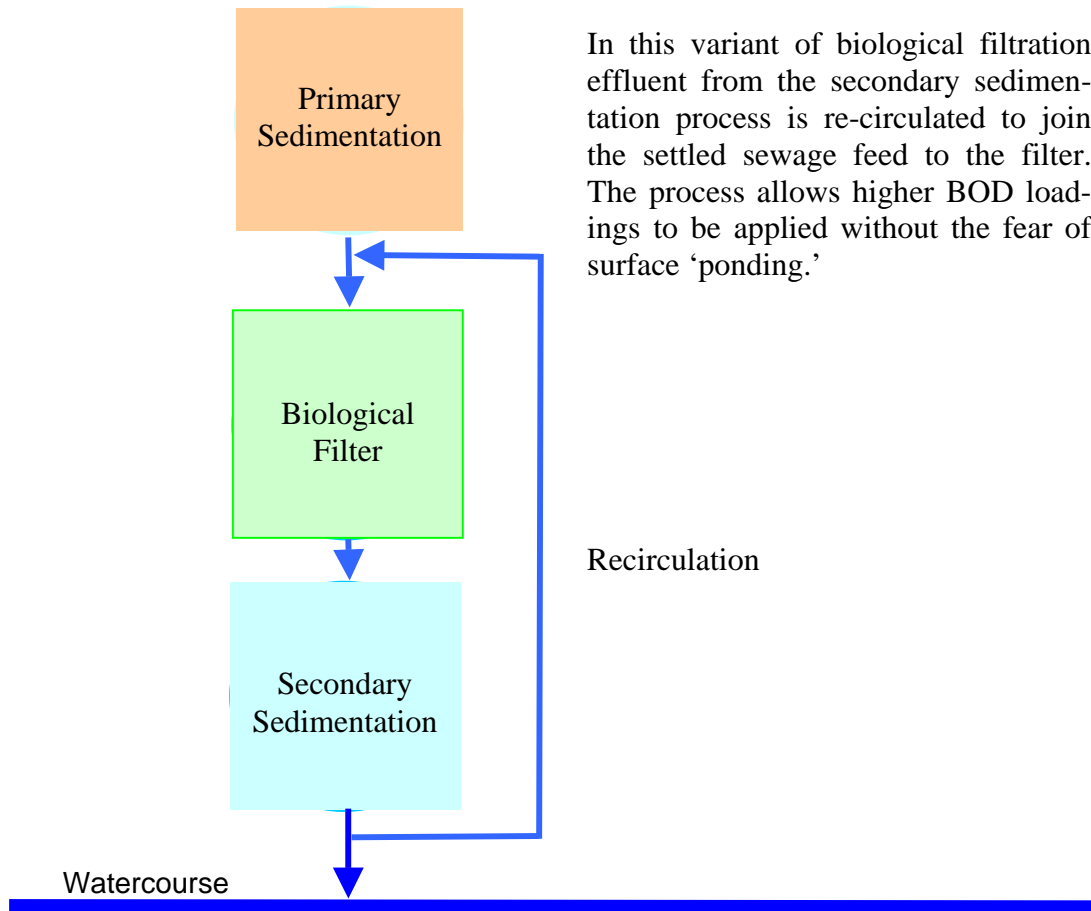 Primary
Sedimentation
In this variant of biological filtration
effluent from the secondary sedimen-
tation process is re-circulated to join
the settled sewage feed to the filter.
The process allows higher BOD load-
ings to be applied without the fear of
surface ‘ponding.’
Biological
Filter
Recirculation
Secondary
Sedimentation
Watercourse